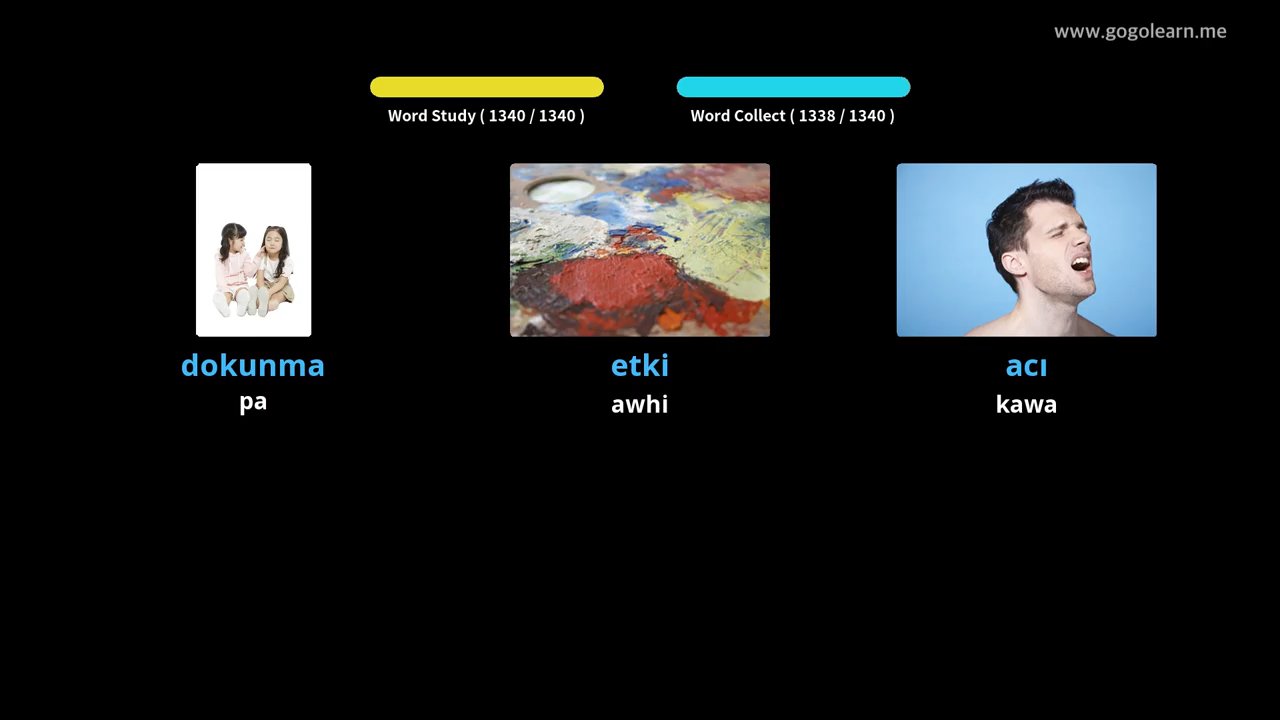 www.gogolearn.me
Word Study ( 1340 / 1340 )
Word Collect ( 1338 / 1340 )
dokunma
pa
etki
awhi
acı
kawa